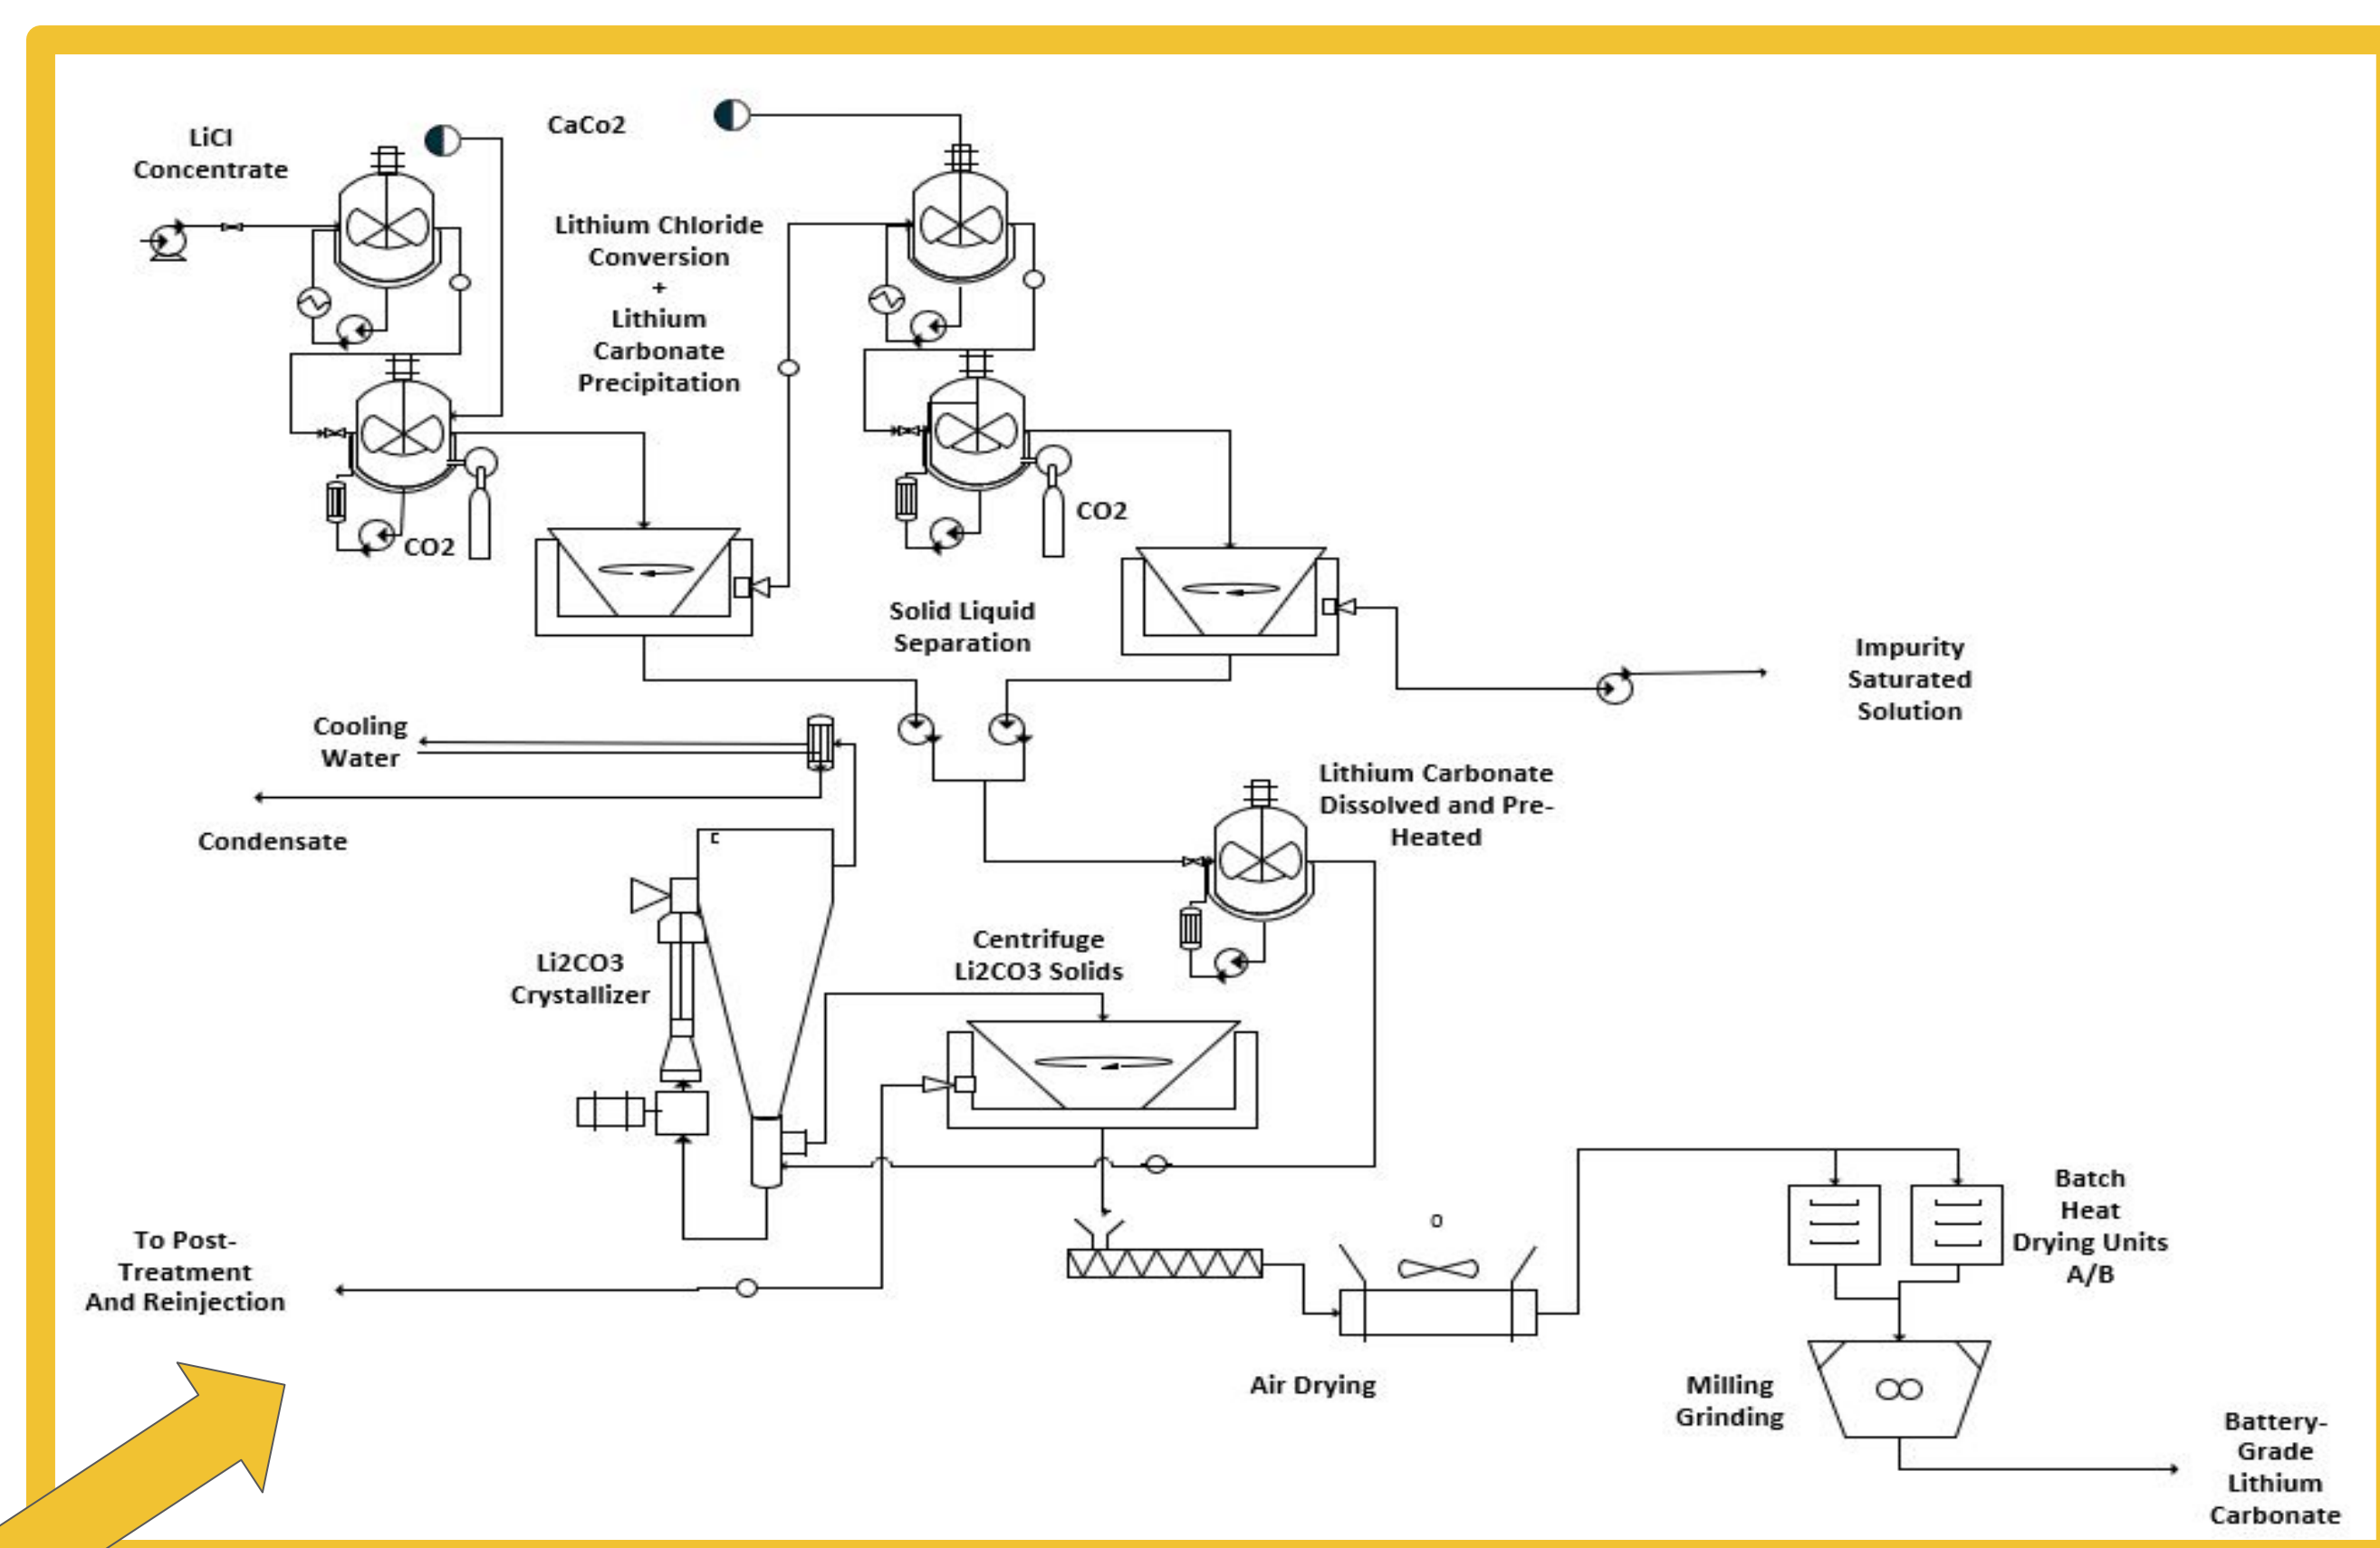 LiCl
Concentrate
CaCo2
Lithium Chloride
Conversion
+
Lithium
Carbonate
Precipitation
CO2
CO2
Solid Liquid
Separation
Impurity
Saturated
Solution
Cooling
Water
Condensate
Lithium Carbonate
Dissolved and Pre-
Heated
Li2CO3
Crystallizer
Centrifuge
Li2CO3 Solids
To Post-
Treatment
And Reinjection
Air Drying
Batch
Heat
Drying Units
A/B
Milling
Grinding
Battery-
Grade
Lithium
Carbonate